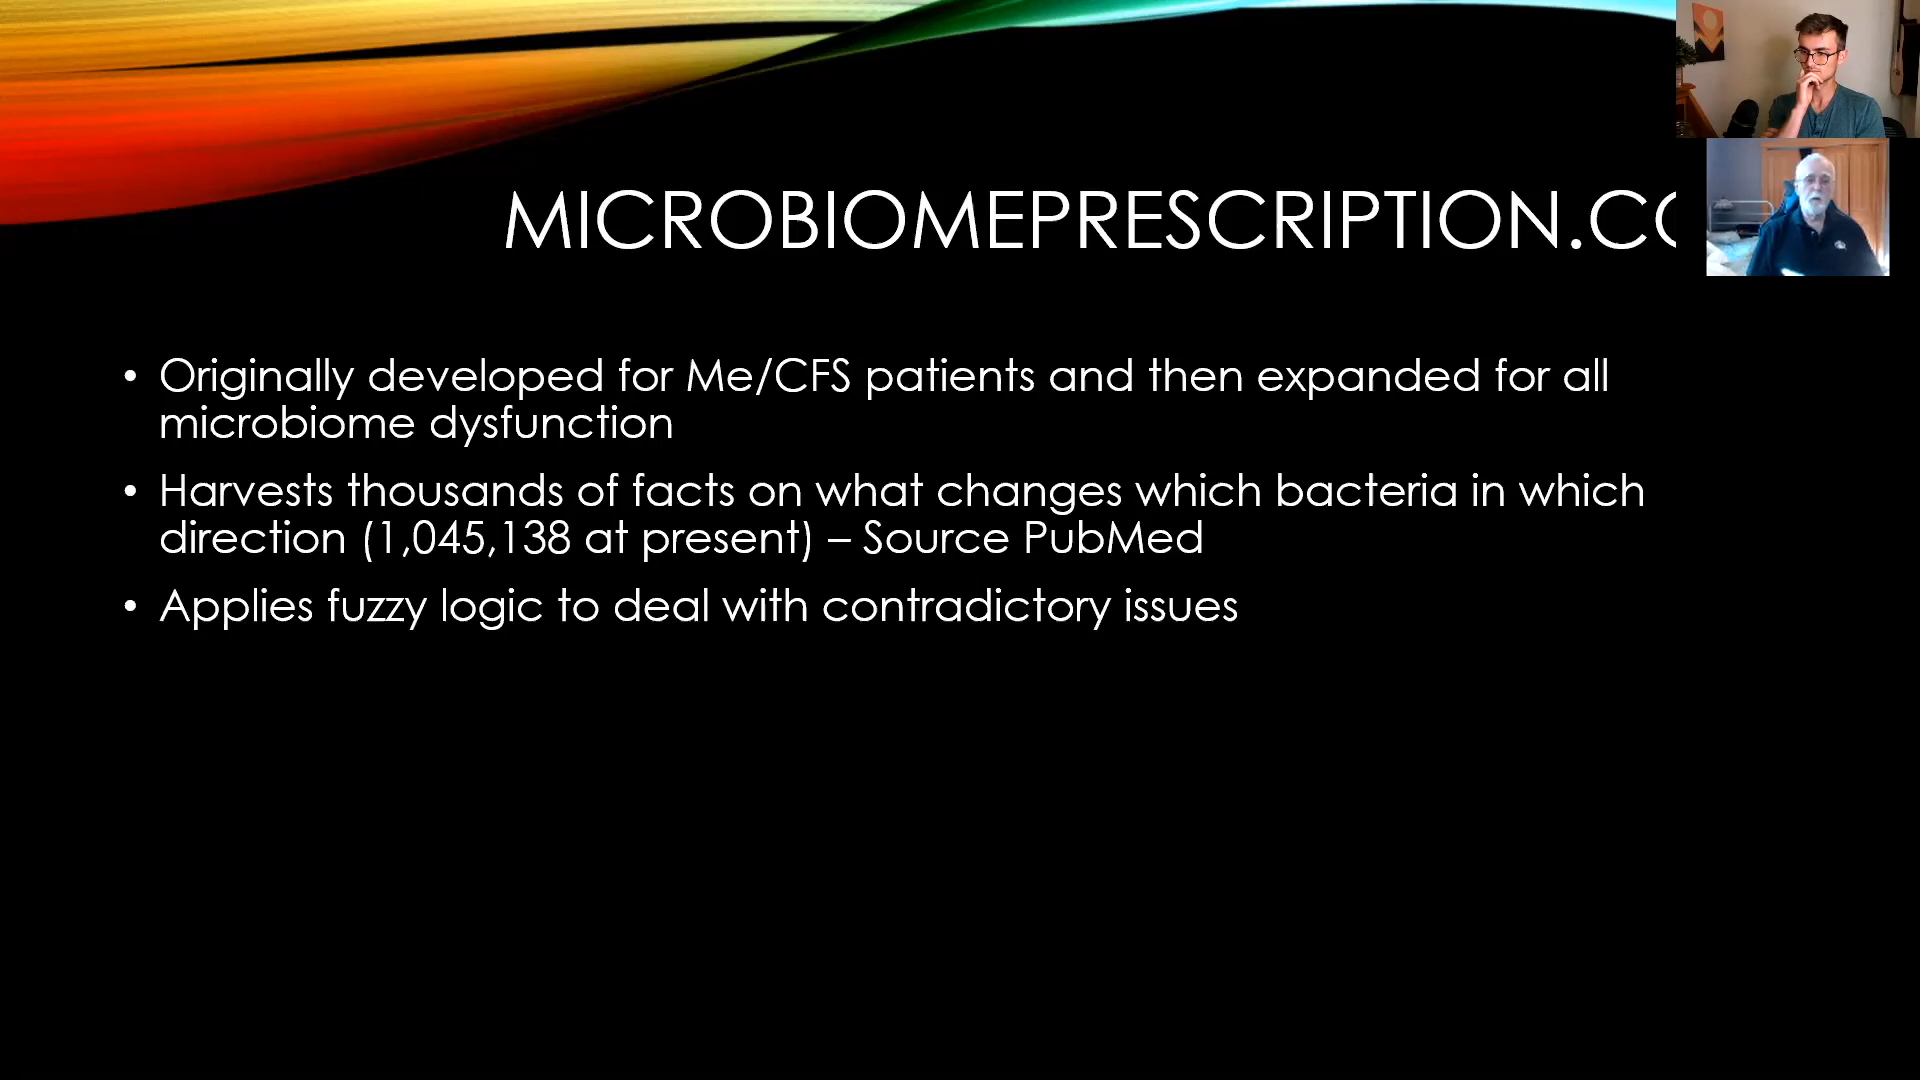 MICROBIOMEPRESCRIPTION.CO
• Originally developed for Me/CFS patients and then expanded for all
microbiome dysfunction
• Harvests thousands of facts on what changes which bacteria in which
direction (1,045,138 at present) – Source PubMed
• Applies fuzzy logic to deal with contradictory issues